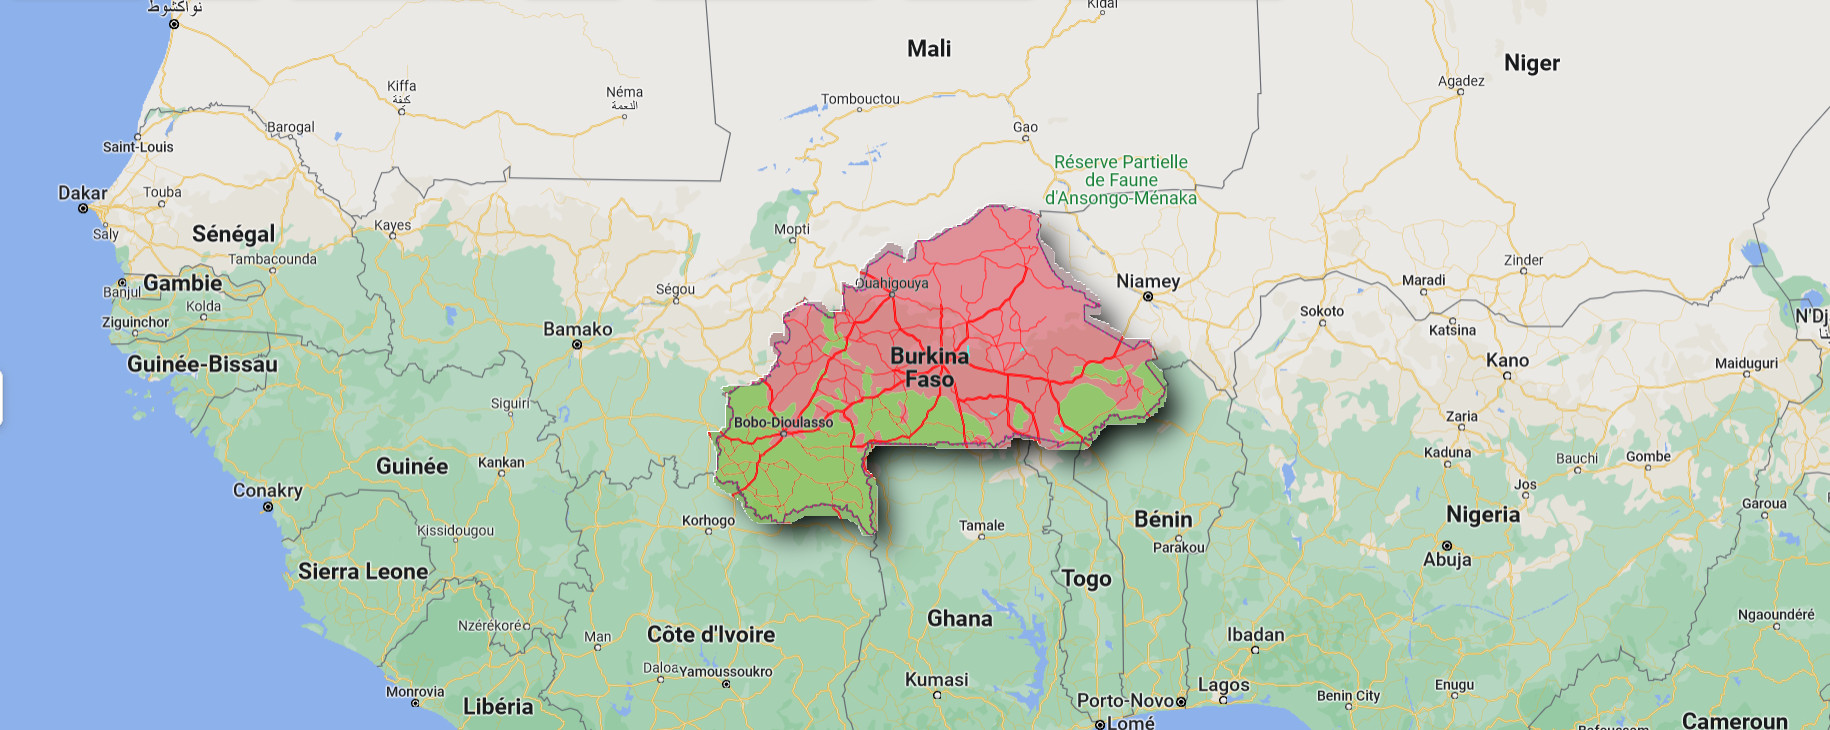 نواكشوط
Kidal
Mali
Niger
Kiffa
كيفة
Néma
النعمة
Tombouctou
Agadez
Barogal
Gao
Saint-Louis
Réserve Partielle
de Faune
d'Ansongo-Ménaka
Dakar
Touba
Saly
Sénégal
Kayes
Mopti
Tambacounda
Zinder
Gambie
Banjul
Ségou
Ouahigouya
Niamey
Maradi
Kolda
Ziguinchor
Bamako
Sokoto
Katsina
N'Dj
Guinée-Bissau
Burkina
Faso
Kano
Maiduguri
Siguiri
Bobo-Dioulasso
Zaria
Guinée
Kankan
Kaduna
Bauchi
Gombe
Conakry
Jos
Garoua
Kissidougou
Korhogo
Tamale
Bénin
Parakou
Nigeria
Abuja
Sierra Leone
Togo
Nzérékoré
Man
Côte d'Ivoire
Ghana
Ibadan
Ngaoundéré
Daloa
Yamoussoukro
Kumasi
Monrovia
Libéria
Porto-Novo
Lagos
Benin City
Enugu
Lomé
Cameroun
Bafoussam